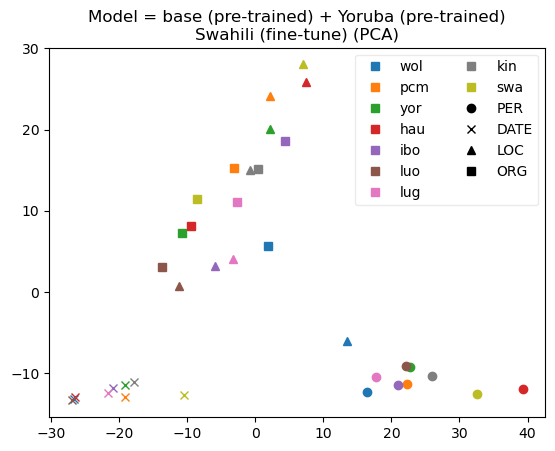 Model = base (pre-trained) + Yoruba (pre-trained)
Swahili (fine-tune) (PCA)
30
20
10
0
−10
−30 −20 −10 0 10 20 30 40
wol
pcm
yor
hau
ibo
luo
lug
kin
swa
PER
DATE
LOC
ORG